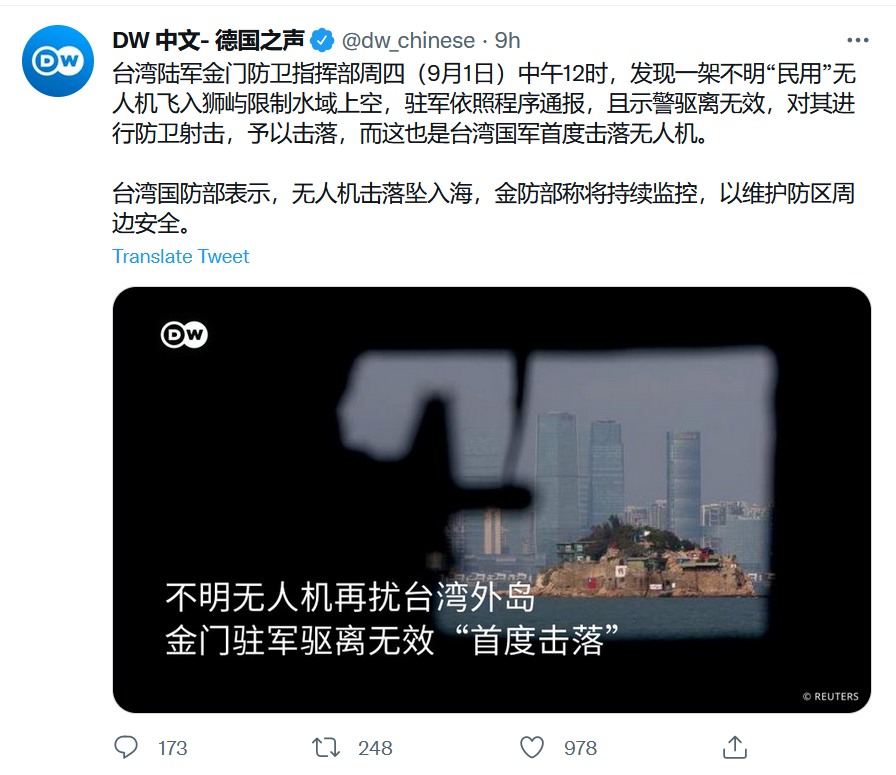 DW 中文- 德国之声 @dw_chinese · 9h
台湾陆军金门防卫指挥部周四（9月1日）中午12时，发现一架不明“民用”无
人机飞入狮屿限制水域上空，驻军依照程序通报，且示警驱离无效，对其进
行防卫射击，予以击落，而这也是台湾国军首度击落无人机。
台湾国防部表示，无人机击落坠入海，金防部称将持续监控，以维护防区周
边安全。
Translate Tweet
DW
不明无人机再扰台湾外岛
金门驻军驱离无效“首度击落”
© REUTERS
173 248 978